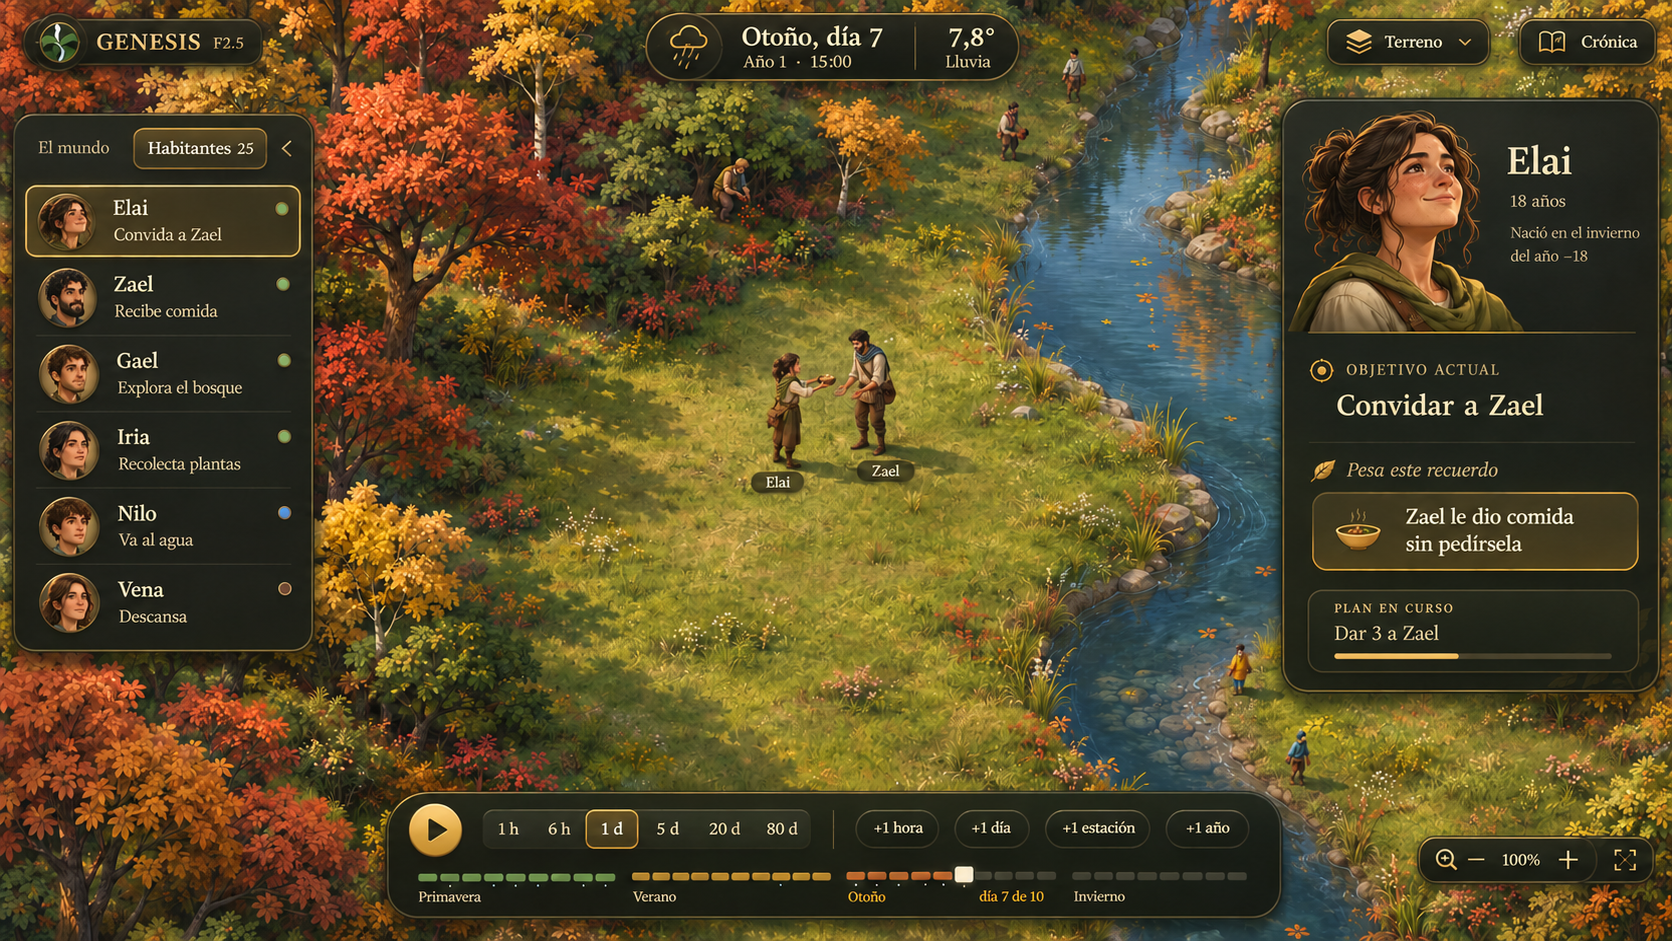 GENESIS F2.5
Otoño, día 7
Año 1 · 15:00
7,8°
Lluvia
Terreno
Crónica
El mundo
Habitantes 25
Elai
Convida a Zael
Zael
Recibe comida
Gael
Explora el bosque
Iria
Recolecta plantas
Nilo
Va al agua
Vena
Descansa
Elai
Zael
Elai
18 años
Nació en el invierno
del año −18
OBJETIVO ACTUAL
Convidar a Zael
Pesa este recuerdo
Zael le dio comida
sin pedírsela
PLAN EN CURSO
Dar 3 a Zael
1 h 6 h 1 d 5 d 20 d 80 d
+1 hora +1 día +1 estación +1 año
Primavera Verano Otoño día 7 de 10 Invierno
100%